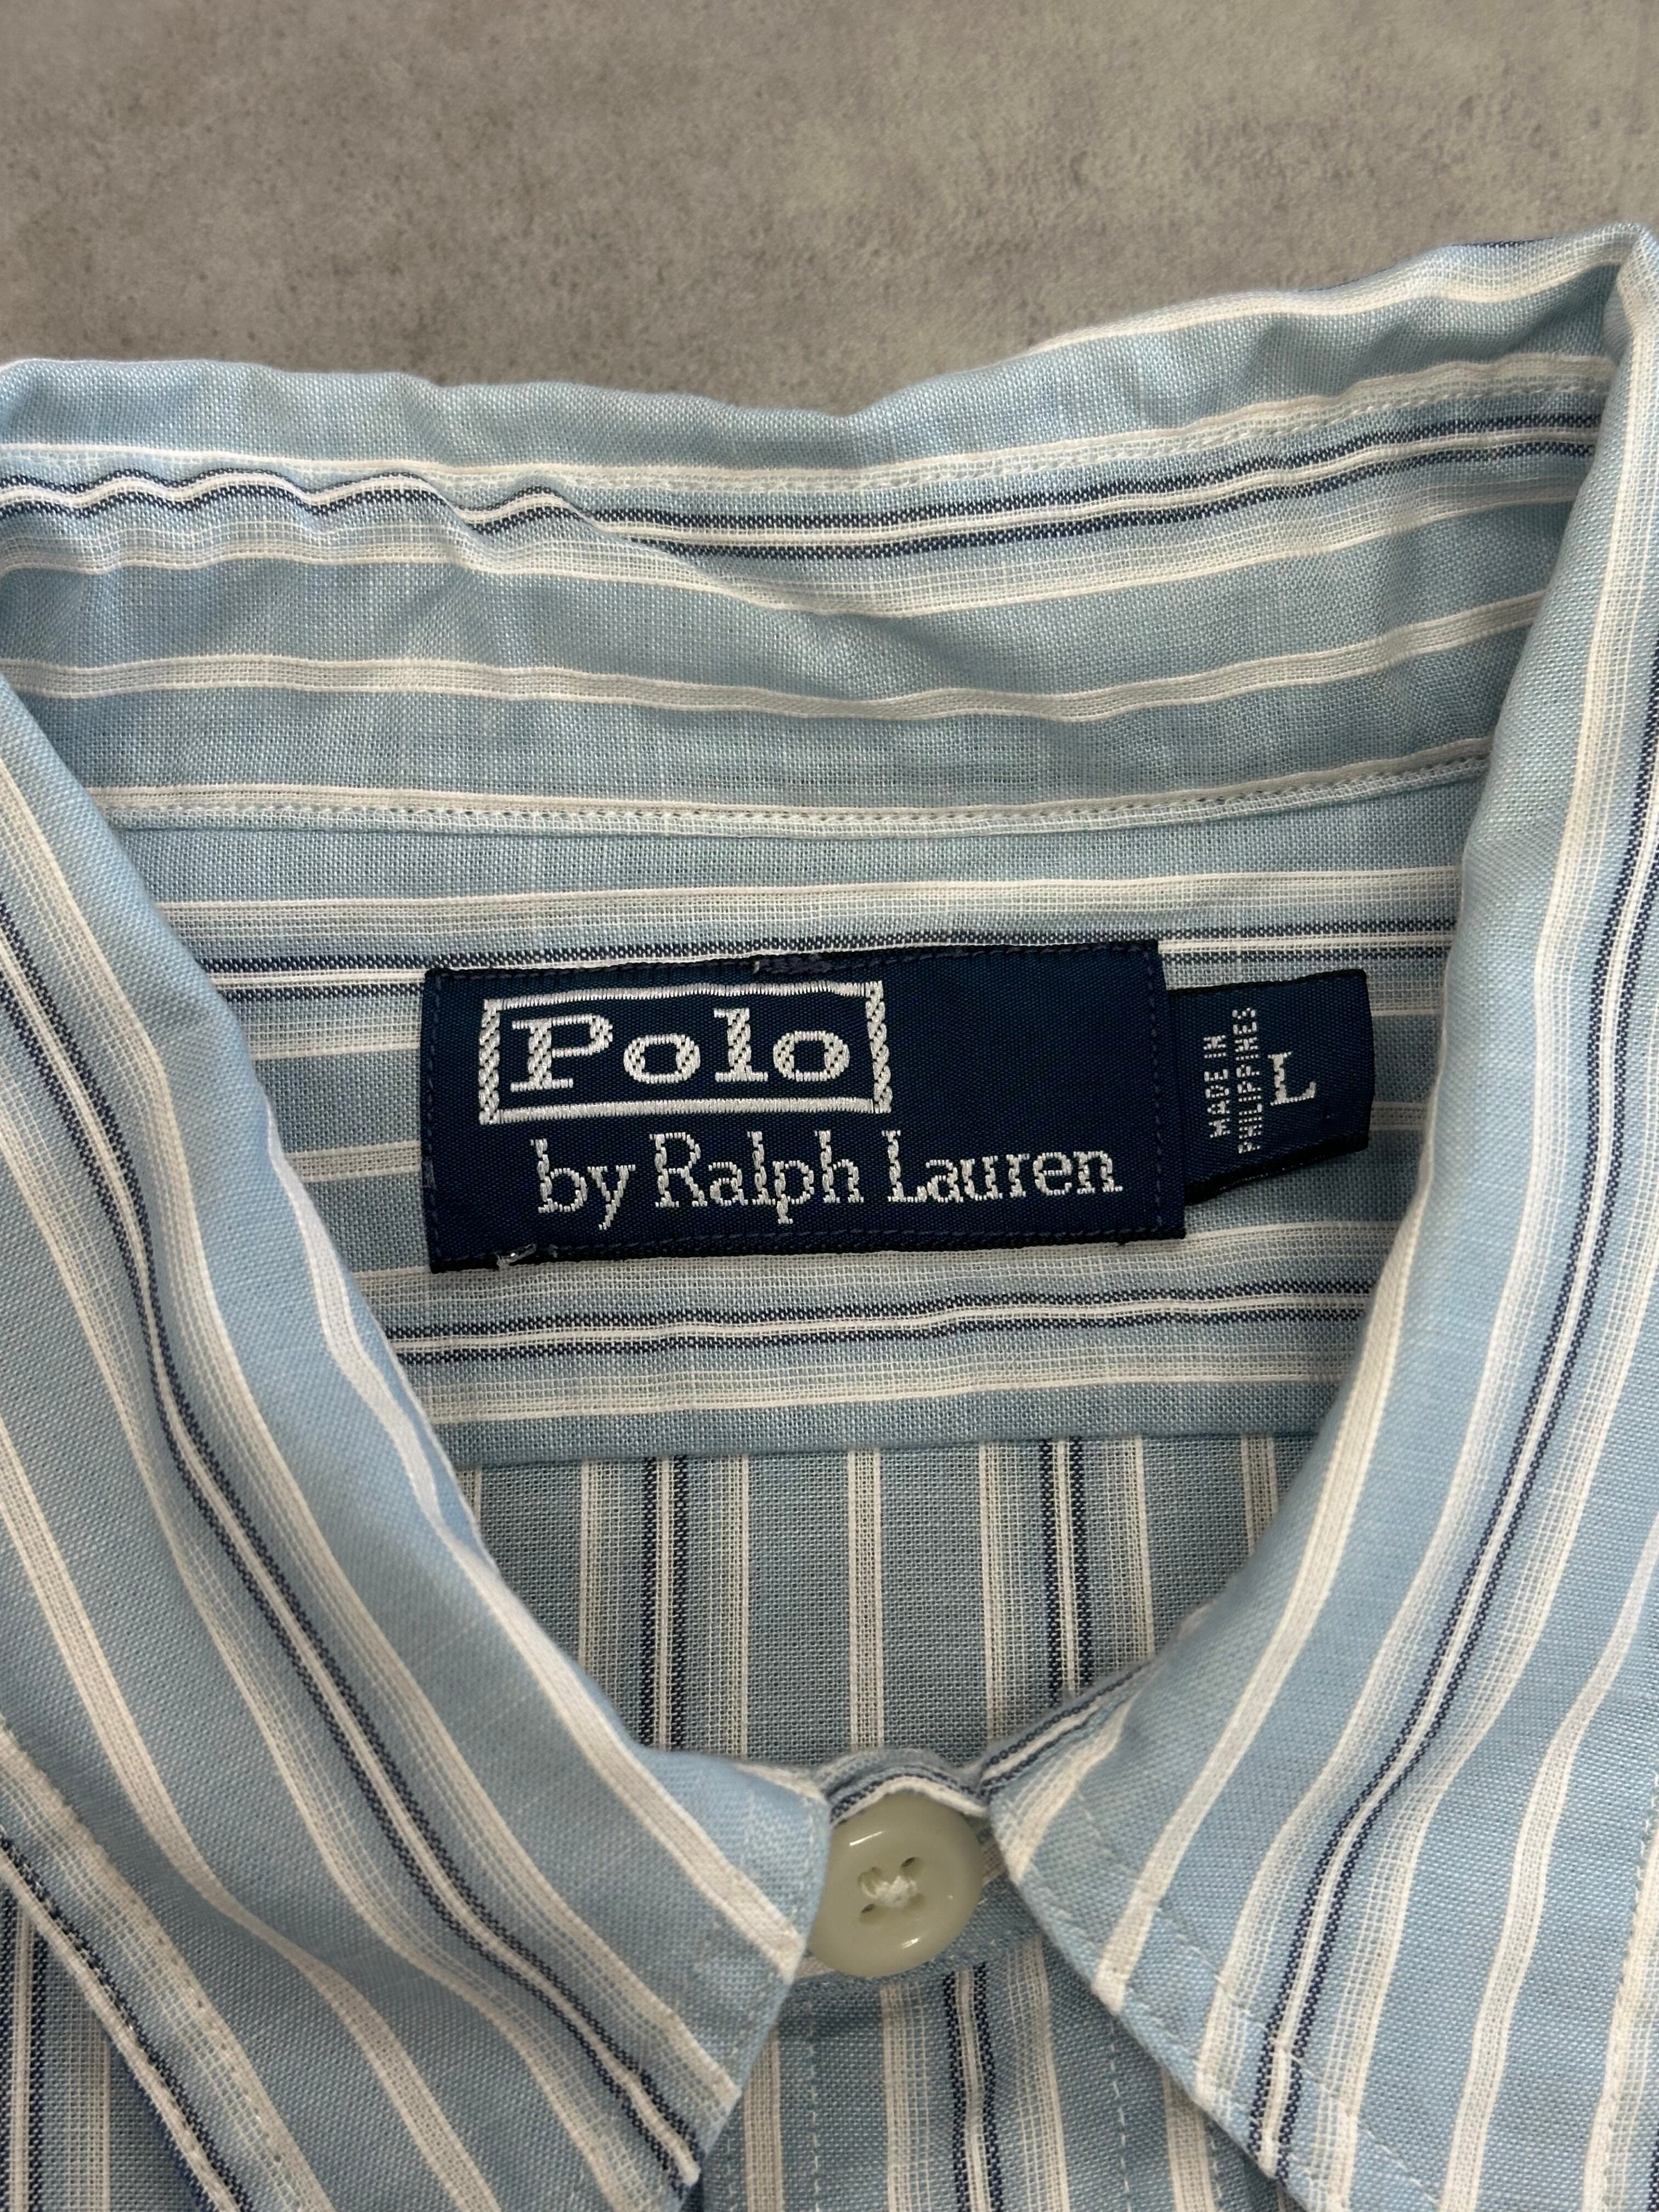 Polo
by Ralph Lauren
MADE IN
PHILIPPINES
L